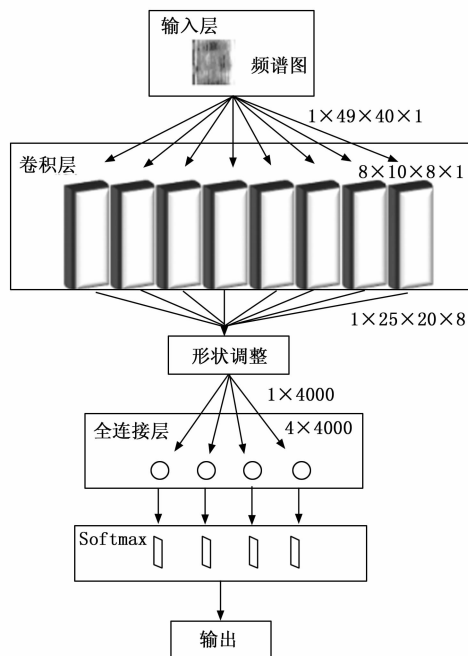 输入层
频谱图
1×49×40×1
卷积层
8×10×8×1
1×25×20×8
形状调整
1×4000
全连接层
4×4000
Softmax
输出